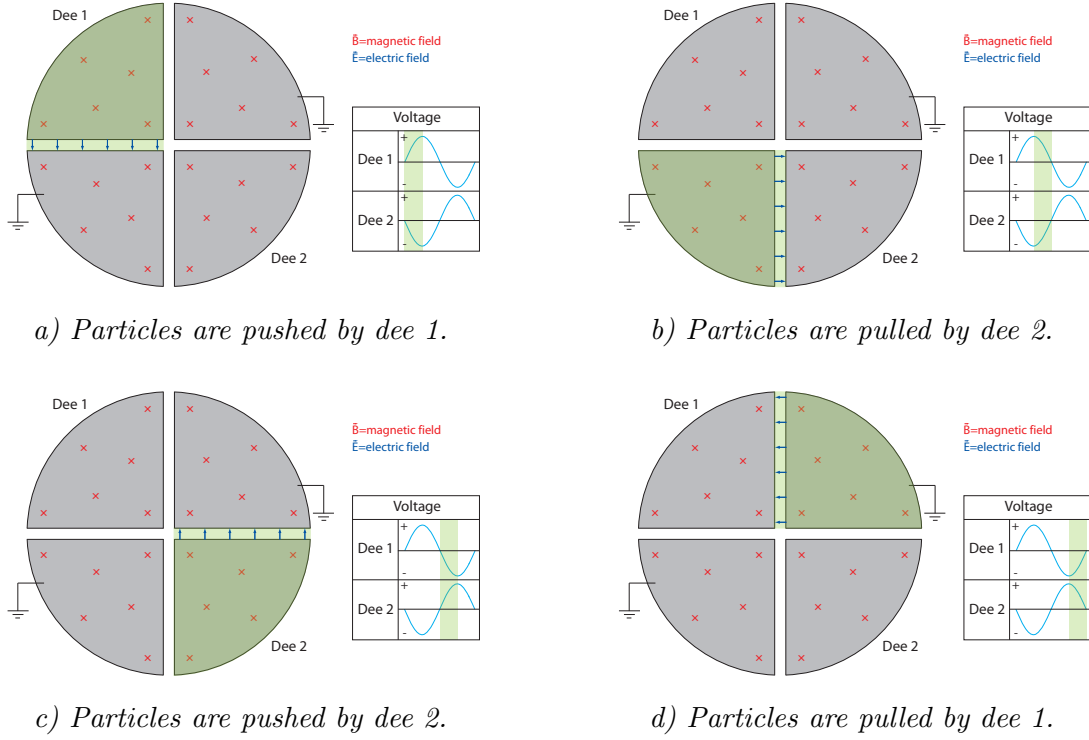 Dee 1
B̄=magnetic field
Ē=electric field
Voltage
+
Dee 1
-
+
Dee 2
-
Dee 2
a) Particles are pushed by dee 1.
Dee 1
B̄=magnetic field
Ē=electric field
Voltage
+
Dee 1
-
+
Dee 2
-
Dee 2
b) Particles are pulled by dee 2.
Dee 1
B̄=magnetic field
Ē=electric field
Voltage
+
Dee 1
-
+
Dee 2
-
Dee 2
c) Particles are pushed by dee 2.
Dee 1
B̄=magnetic field
Ē=electric field
Voltage
+
Dee 1
-
+
Dee 2
-
Dee 2
d) Particles are pulled by dee 1.